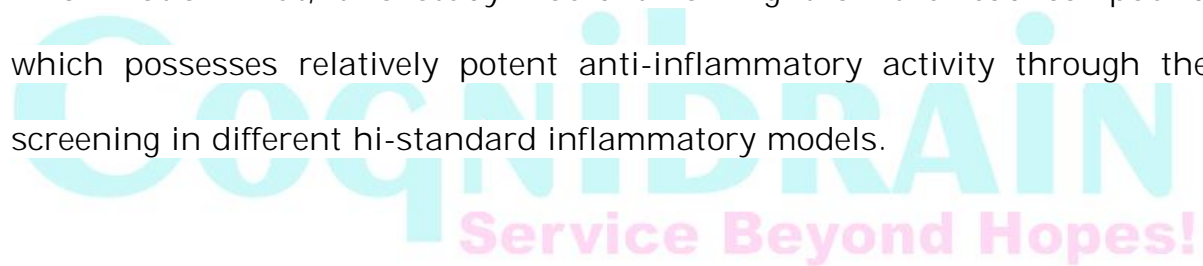 which possesses relatively potent anti-inflammatory activity through the
screening in different hi-standard inflammatory models.
COGNIBRAIN
Service Beyond Hopes!